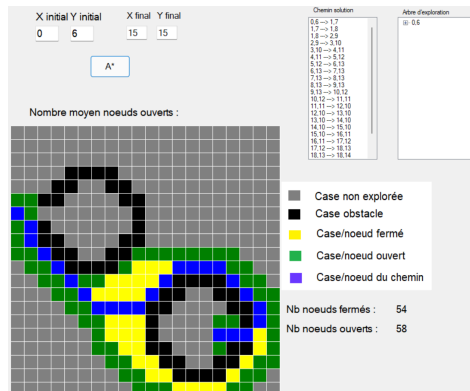 X initial Y initial
X final Y final
0 6
15 15
A*
Nombre moyen noeuds ouverts :
Chemin solution
0,6 --> 1,7
1,7 --> 1,8
1,8 --> 2,9
2,9 --> 3,10
3,10 --> 4,11
4,11 --> 5,12
5,12 --> 6,13
6,13 --> 7,13
7,13 --> 8,13
8,13 --> 9,13
9,13 --> 10,12
10,12 --> 11,11
11,11 --> 12,10
12,10 --> 13,10
13,10 --> 14,10
14,10 --> 15,10
15,10 --> 16,11
16,11 --> 17,12
17,12 --> 18,13
18,13 --> 18,14
Arbre d'exploration
0,6
Case non explorée
Case obstacle
Case/noeud fermé
Case/noeud ouvert
Case/noeud du chemin
Nb noeuds fermés : 54
Nb noeuds ouverts : 58